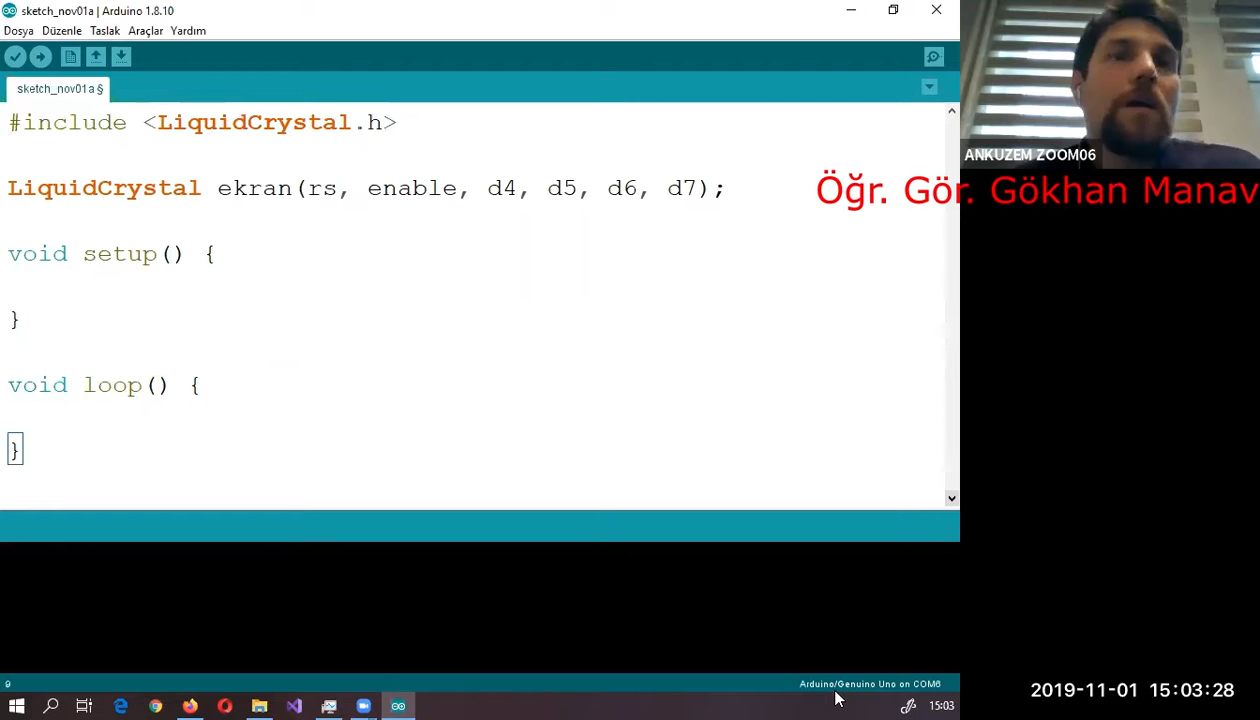 sketch_nov01a | Arduino 1.8.10
Dosya Düzenle Taslak Araçlar Yardım
sketch_nov01a §
#include <LiquidCrystal.h>
LiquidCrystal ekran(rs, enable, d4, d5, d6, d7);
void setup() {
}
void loop() {
}
ANKUZEM ZOOM06
Öğr. Gör. Gökhan Manav
9
Arduino/Genuino Uno on COM6
15:03
2019-11-01 15:03:28